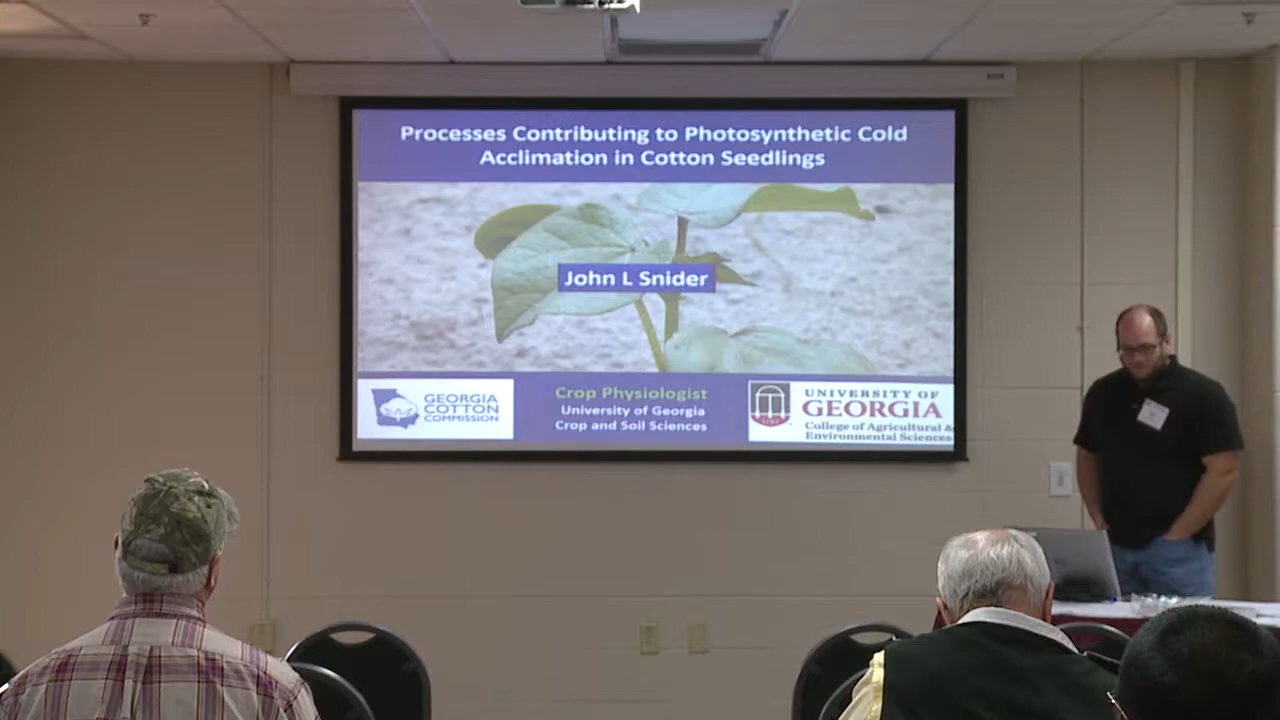 Processes Contributing to Photosynthetic Cold
Acclimation in Cotton Seedlings
John L Snider
GEORGIA
COTTON
COMMISSION
Crop Physiologist
University of Georgia
Crop and Soil Sciences
1785
UNIVERSITY OF
GEORGIA
College of Agricultural &
Environmental Sciences